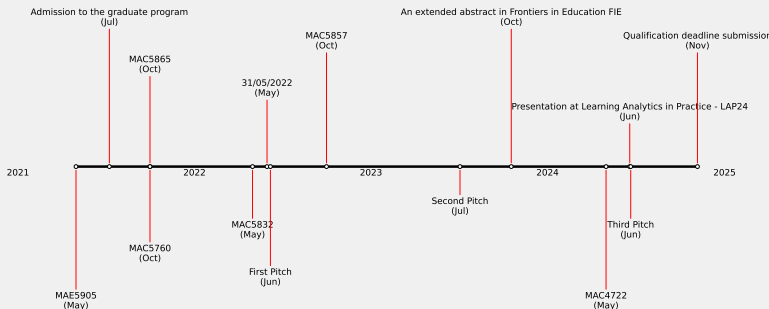 Admission to the graduate program
(Jul)
An extended abstract in Frontiers in Education FIE
(Oct)
MAC5857
(Oct)
Qualification deadline submission
(Nov)
MAC5865
(Oct)
31/05/2022
(May)
Presentation at Learning Analytics in Practice - LAP24
(Jun)
2021
2022
2023
2024
2025
Second Pitch
(Jul)
MAC5832
(May)
Third Pitch
(Jun)
MAC5760
(Oct)
First Pitch
(Jun)
MAE5905
(May)
MAC4722
(May)